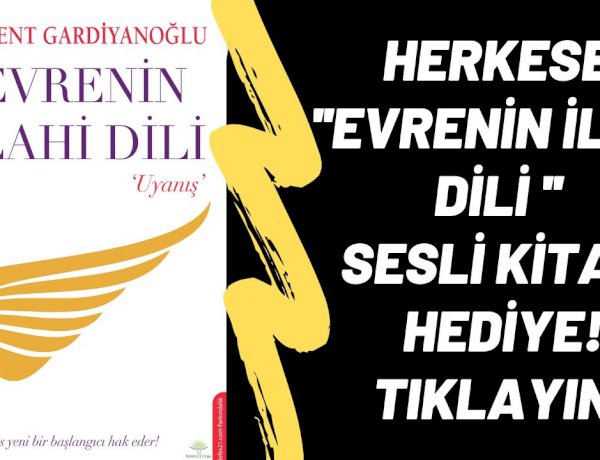 ENT GARDİYANOĞLU
EVRENİN
LAHİ DİLİ
'Uyanış'
s yeni bir başlangıcı hak eder!
HERKESE
"EVRENİN İL
DİLİ "
SESLİ KİTA
HEDİYE!
TIKLAYIN